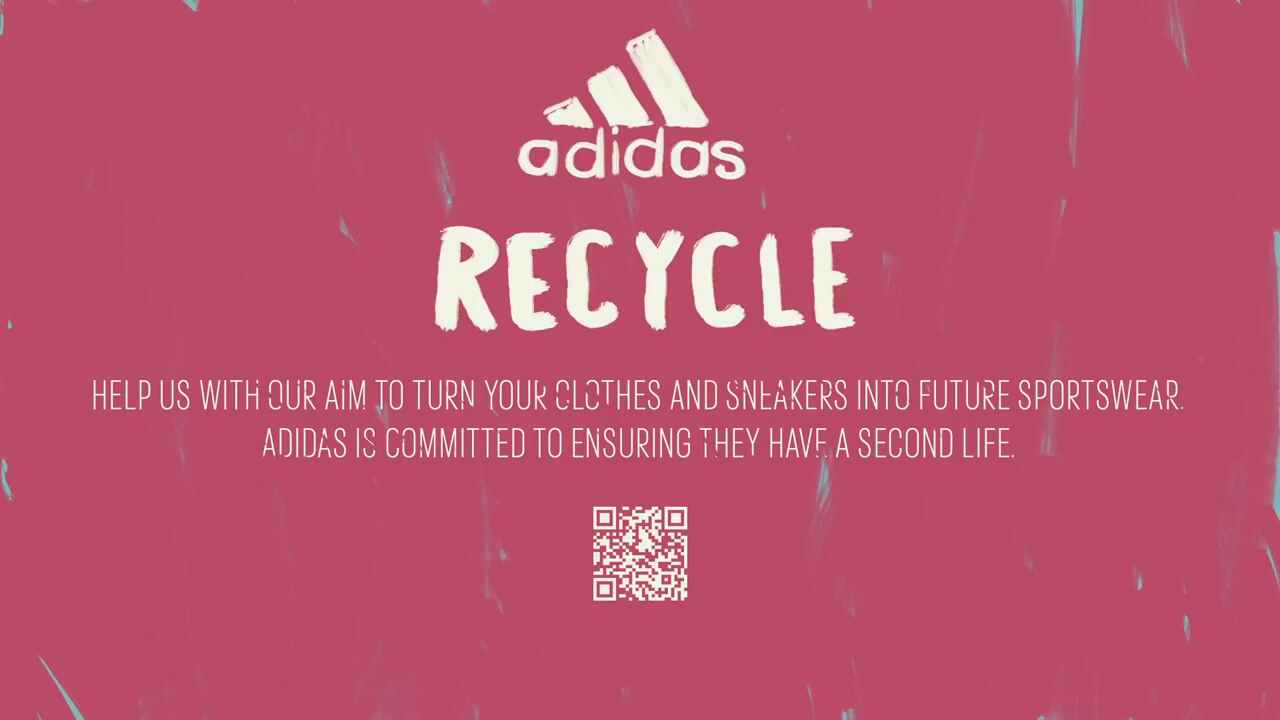 adidas
RECYCLE
HELP US WITH OUR AIM TO TURN YOUR CLOTHES AND SNEAKERS INTO FUTURE SPORTSWEAR.
ADIDAS IS COMMITTED TO ENSURING THEY HAVE A SECOND LIFE.